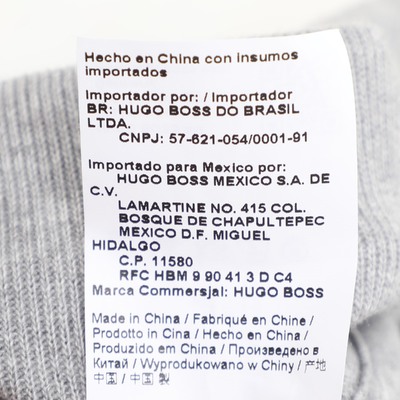 Hecho en China con insumos
importados
Importador por: / Importador
BR: HUGO BOSS DO BRASIL
LTDA.
CNPJ: 57-621-054/0001-91
Importado para Mexico por:
HUGO BOSS MEXICO S.A. DE
C.V.
LAMARTINE NO. 415 COL.
BOSQUE DE CHAPULTEPEC
MEXICO D.F. MIGUEL
HIDALGO
C.P. 11580
RFC HBM 9 90 41 3 D C4
Marca Commersjal: HUGO BOSS
Made in China / Fabriqué en Chine /
Prodotto in Cina / Hecho en China /
Produzido em China / Произведено в
Китай / Wyprodukowano w Chiny / 产地
中国 / 中国 製